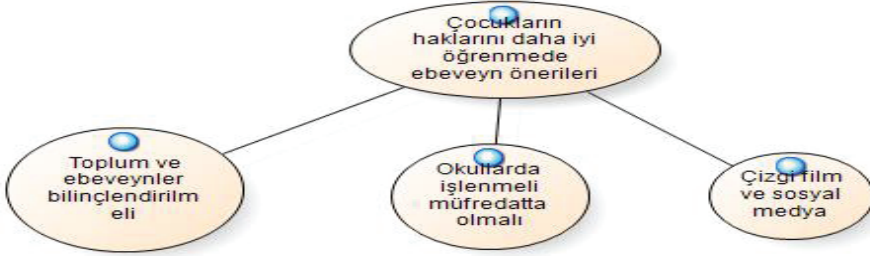 Çocukların
haklarını daha iyi
öğrenmede
ebeveyn önerileri
Toplum ve
ebeveynler
bilinçlendirilm
eli
Okullarda
işlenmeli
müfredatta
olmalı
Çizgi film
ve sosyal
medya